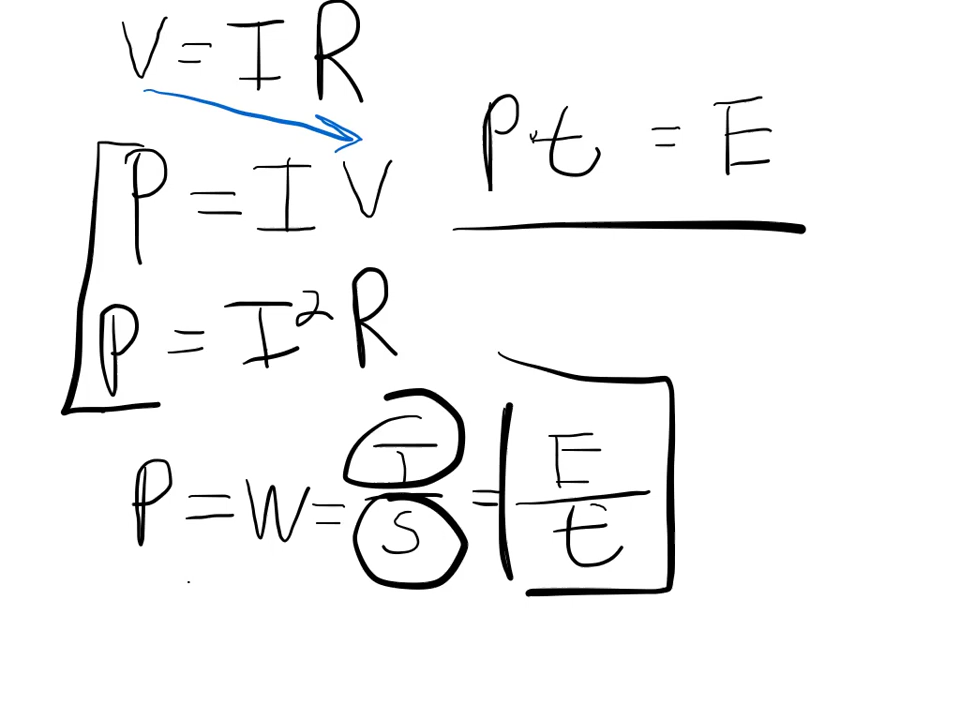 V = I R
P · t = E
P = I V
P = I² R
P = W = J/S = E/t